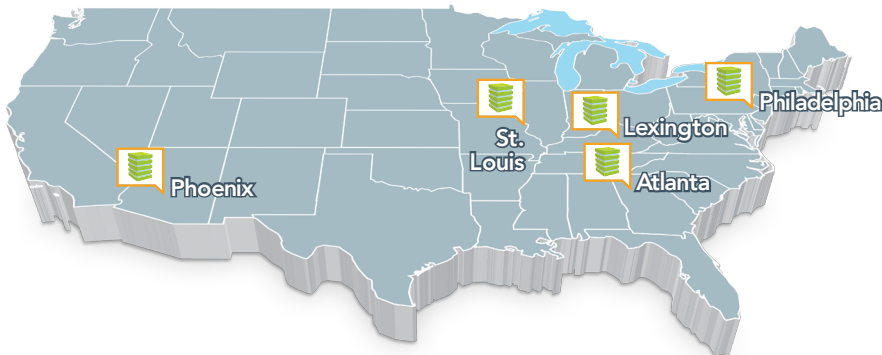 Philadelphia
Lexington
St.
Louis
Phoenix
Atlanta